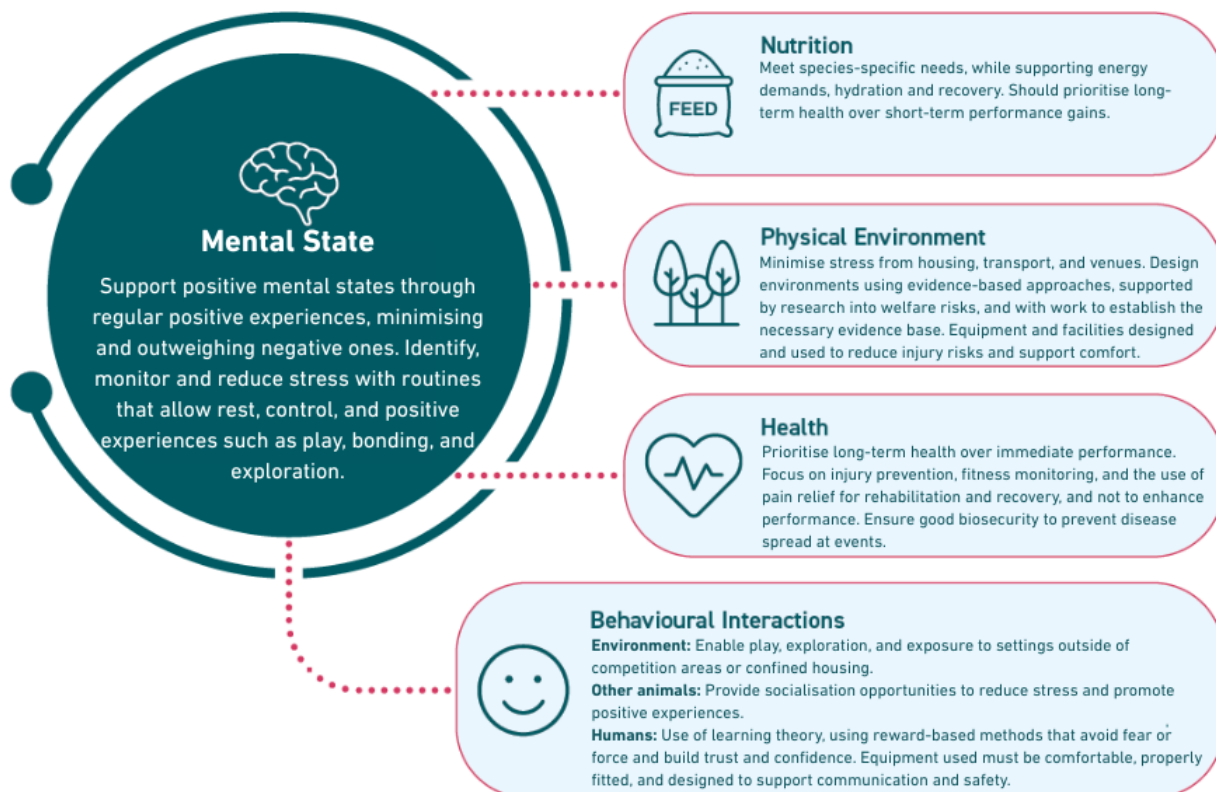 Mental State
Support positive mental states through
regular positive experiences, minimising
and outweighing negative ones. Identify,
monitor and reduce stress with routines
that allow rest, control, and positive
experiences such as play, bonding, and
exploration.
FEED
Nutrition
Meet species-specific needs, while supporting energy
demands, hydration and recovery. Should prioritise long-
term health over short-term performance gains.
Physical Environment
Minimise stress from housing, transport, and venues. Design
environments using evidence-based approaches, supported
by research into welfare risks, and with work to establish the
necessary evidence base. Equipment and facilities designed
and used to reduce injury risks and support comfort.
Health
Prioritise long-term health over immediate performance.
Focus on injury prevention, fitness monitoring, and the use of
pain relief for rehabilitation and recovery, and not to enhance
performance. Ensure good biosecurity to prevent disease
spread at events.
Behavioural Interactions
Environment: Enable play, exploration, and exposure to settings outside of
competition areas or confined housing.
Other animals: Provide socialisation opportunities to reduce stress and promote
positive experiences.
Humans: Use of learning theory, using reward-based methods that avoid fear or
force and build trust and confidence. Equipment used must be comfortable, properly
fitted, and designed to support communication and safety.